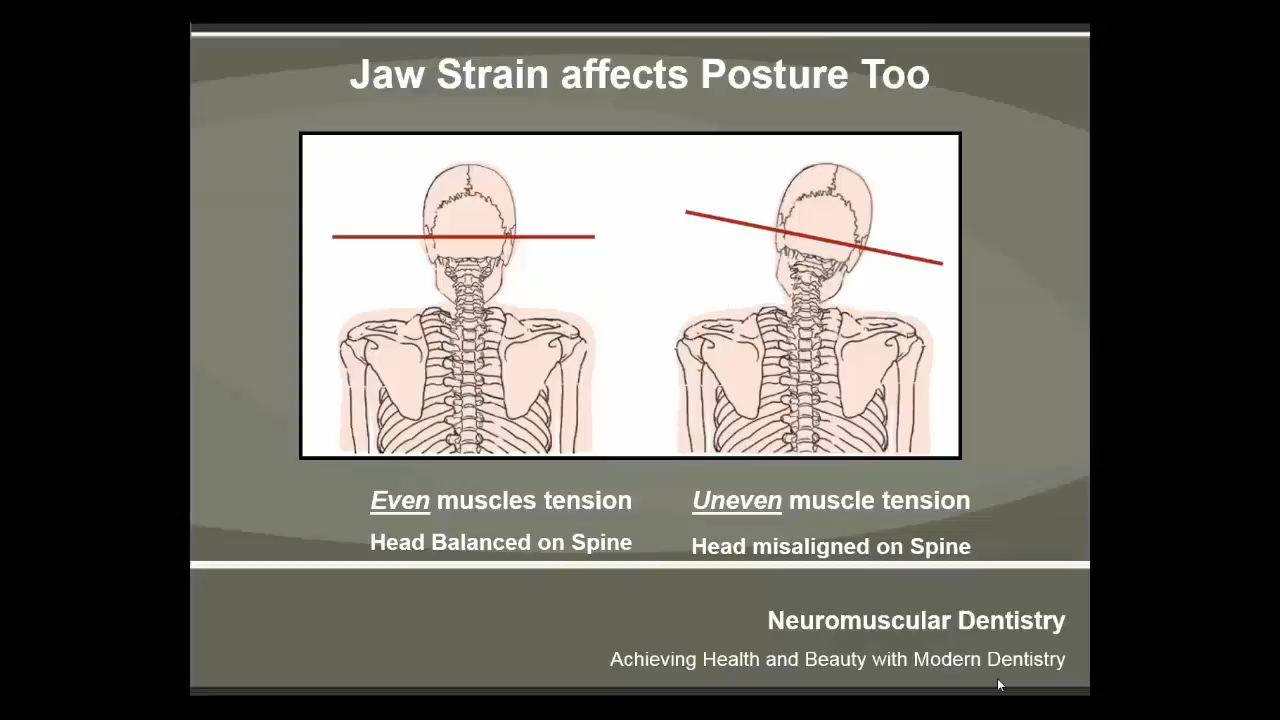 Jaw Strain affects Posture Too
Even muscles tension
Uneven muscle tension
Head Balanced on Spine
Head misaligned on Spine
Neuromuscular Dentistry
Achieving Health and Beauty with Modern Dentistry